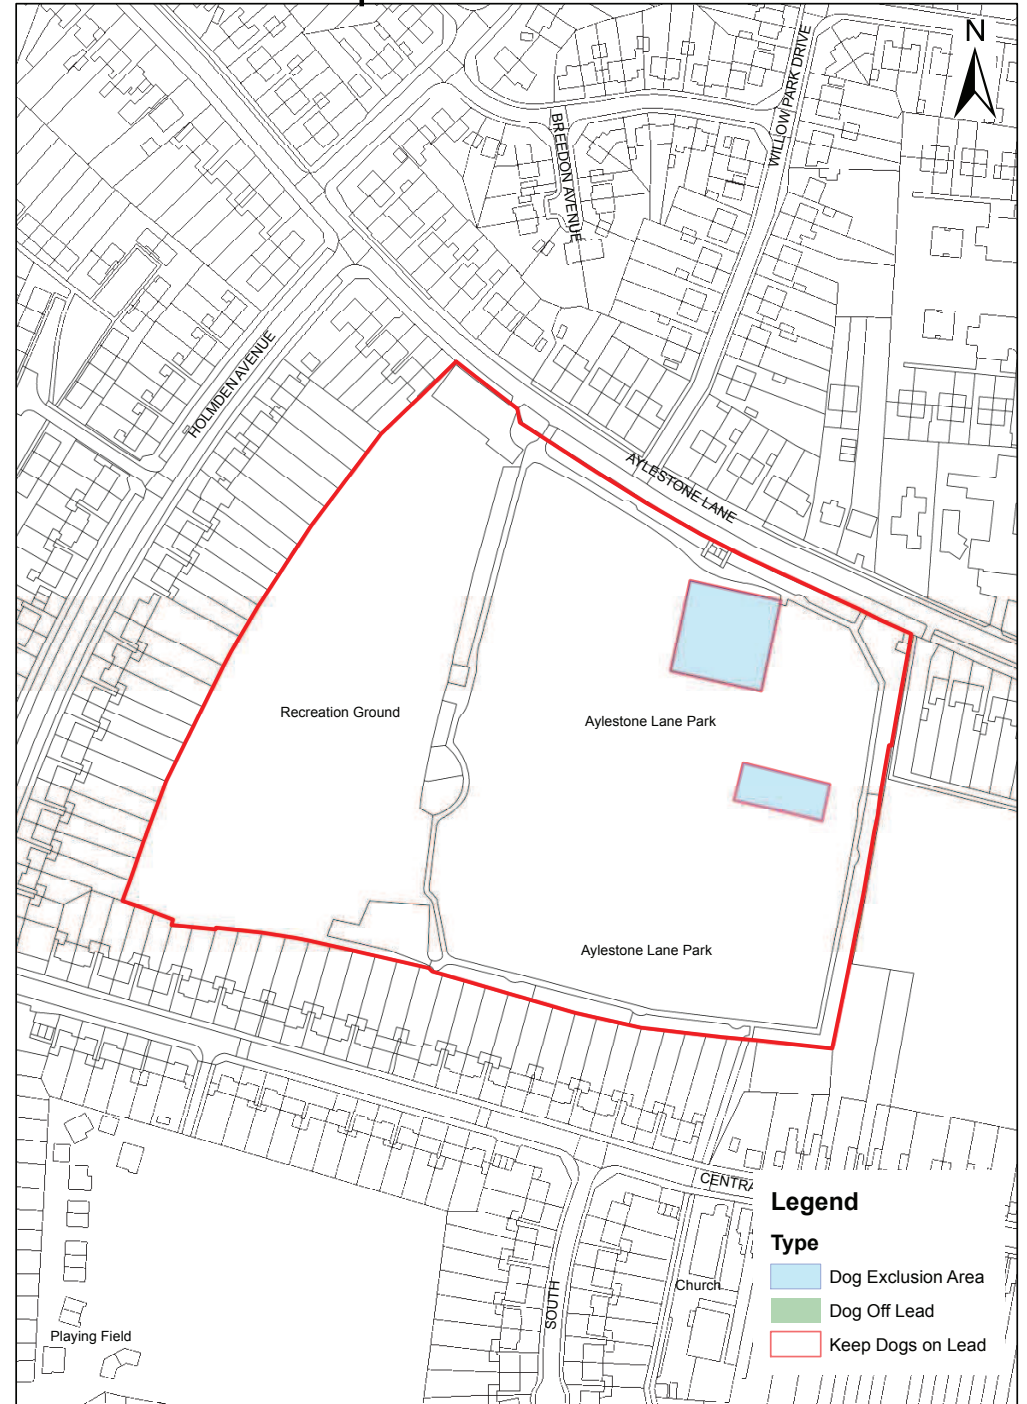 N
WILLOW PARK DRIVE
BREEDON AVENUE
HOLMDEN AVENUE
AYLESTONE LANE
Recreation Ground
Aylestone Lane Park
Aylestone Lane Park
CENTRA
SOUTH
Church
Playing Field
Legend
Type
Dog Exclusion Area
Dog Off Lead
Keep Dogs on Lead